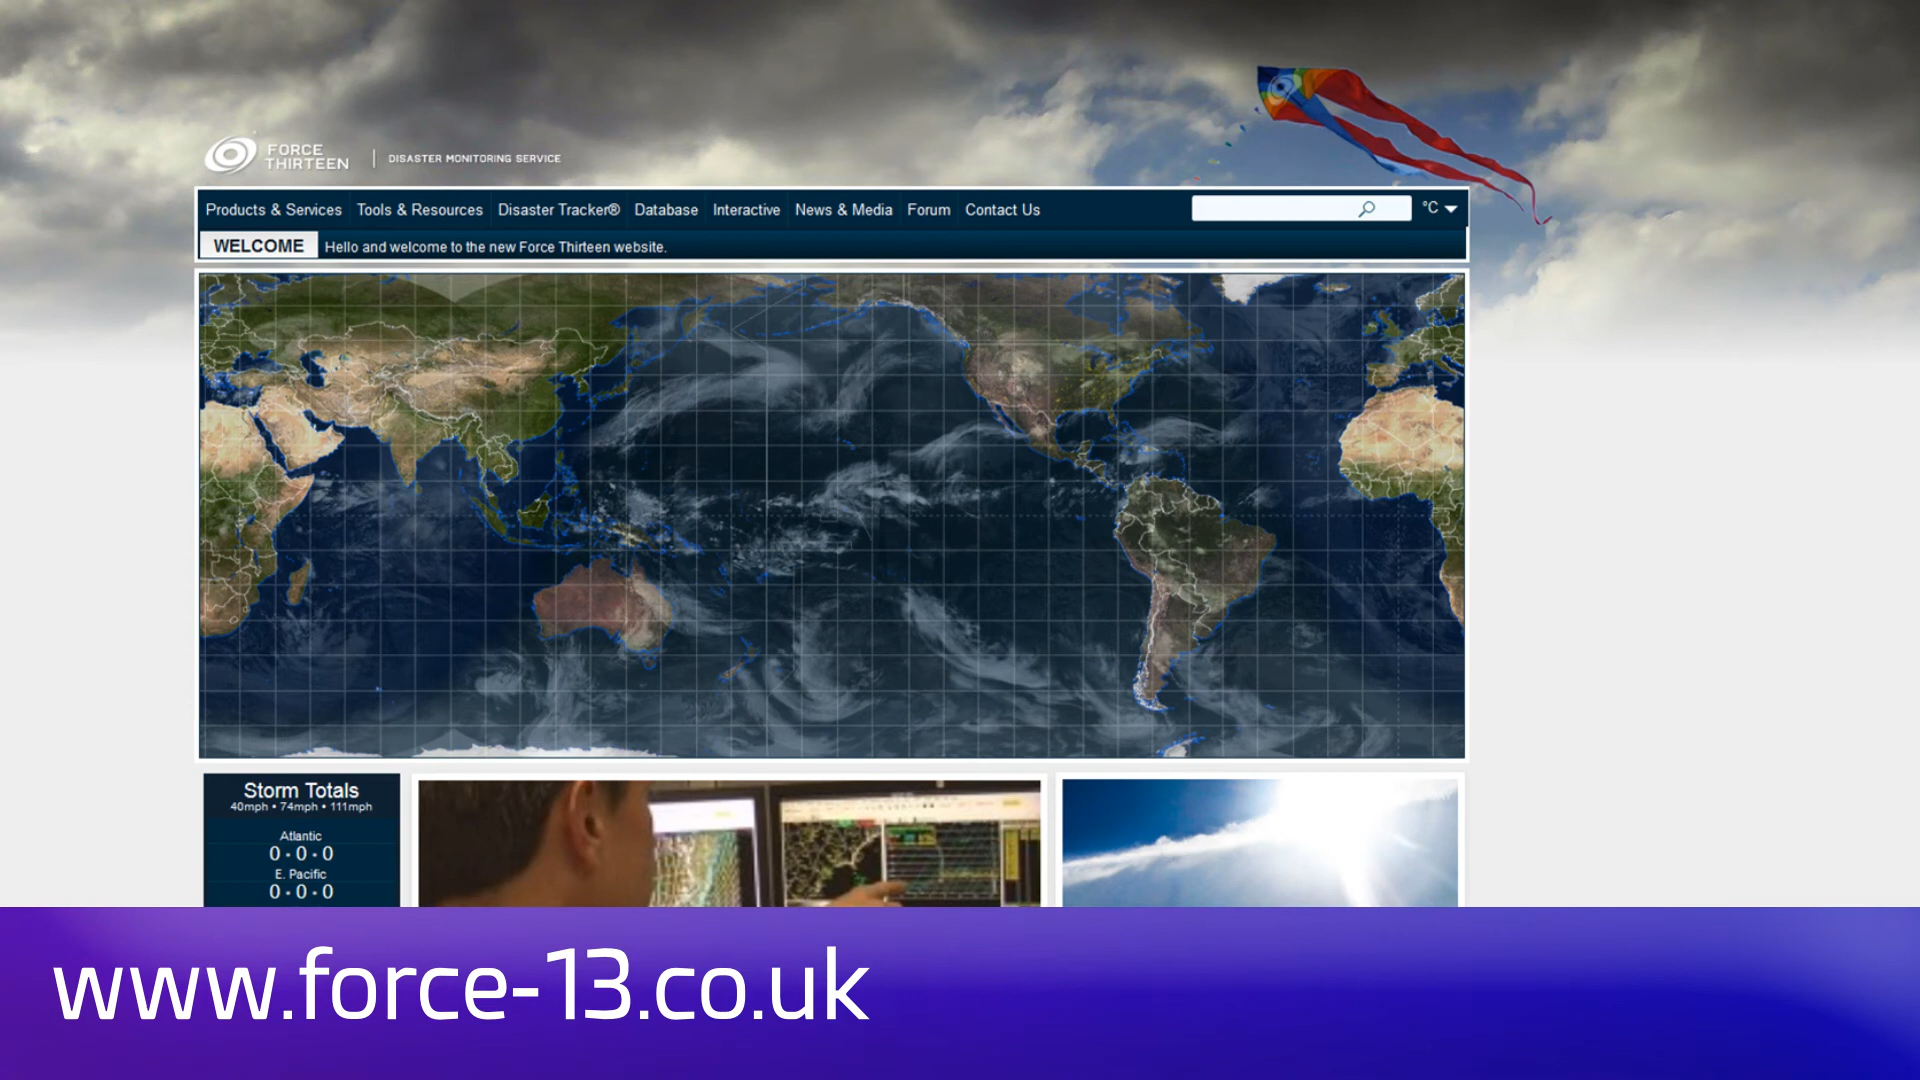 FORCE
THIRTEEN
DISASTER MONITORING SERVICE
Products & Services Tools & Resources Disaster Tracker® Database Interactive News & Media Forum Contact Us °C
WELCOME Hello and welcome to the new Force Thirteen website.
Storm Totals
40mph • 74mph • 111mph
Atlantic
0 • 0 • 0
E. Pacific
0 • 0 • 0
www.force-13.co.uk